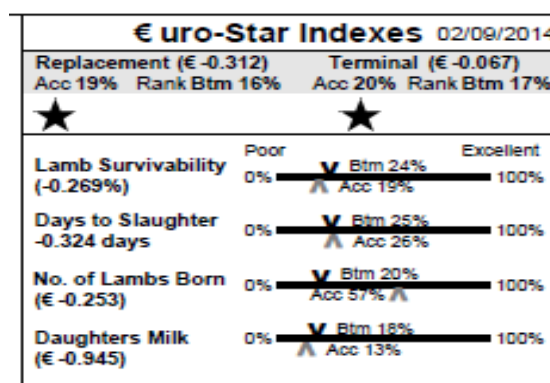 € uro-Star Indexes 02/09/2014
Replacement (€ -0.312) Terminal (€ -0.067)
Acc 19% Rank Btm 16% Acc 20% Rank Btm 17%
Poor Excellent
Lamb Survivability 0% Btm 24% 100%
(-0.269%) Acc 19%
Days to Slaughter 0% Btm 25% 100%
-0.324 days Acc 26%
No. of Lambs Born 0% Btm 20% 100%
(€ -0.253) Acc 57%
Daughters Milk 0% Btm 18% 100%
(€ -0.945) Acc 13%